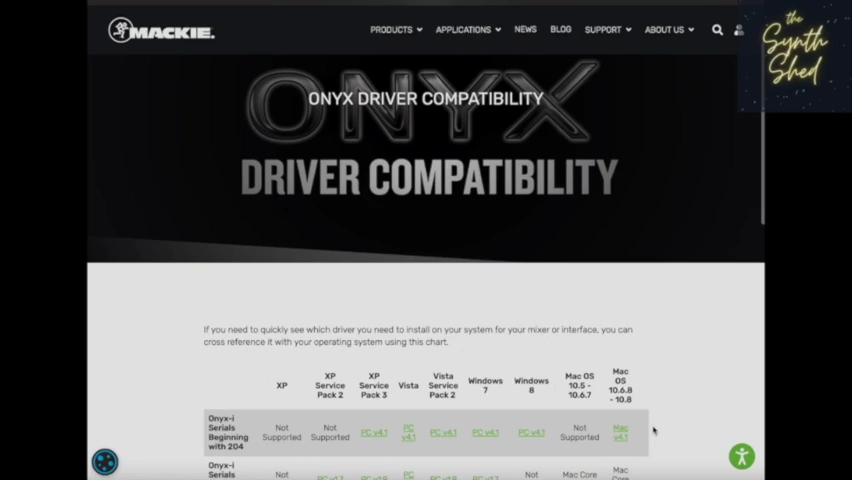 MACKIE.
PRODUCTS APPLICATIONS NEWS BLOG SUPPORT ABOUT US
the
Synth
Shed
ONYX
ONYX DRIVER COMPATIBILITY
DRIVER COMPATIBILITY
If you need to quickly see which driver you need to install on your system for your mixer or interface, you can
cross reference it with your operating system using this chart.
XP
XP Service Pack 2
XP Service Pack 3
Vista
Vista Service Pack 2
Windows 7
Windows 8
Mac OS 10.5 - 10.6.7
Mac OS 10.6.8 - 10.8
Onyx-i Serials Beginning with 204
Not Supported
Not Supported
PC v4.1
PC v4.1
PC v4.1
PC v4.1
PC v4.1
Not Supported
Mac v4.1
Onyx-i Serials
Not
PC
Not
Mac Core
Mac